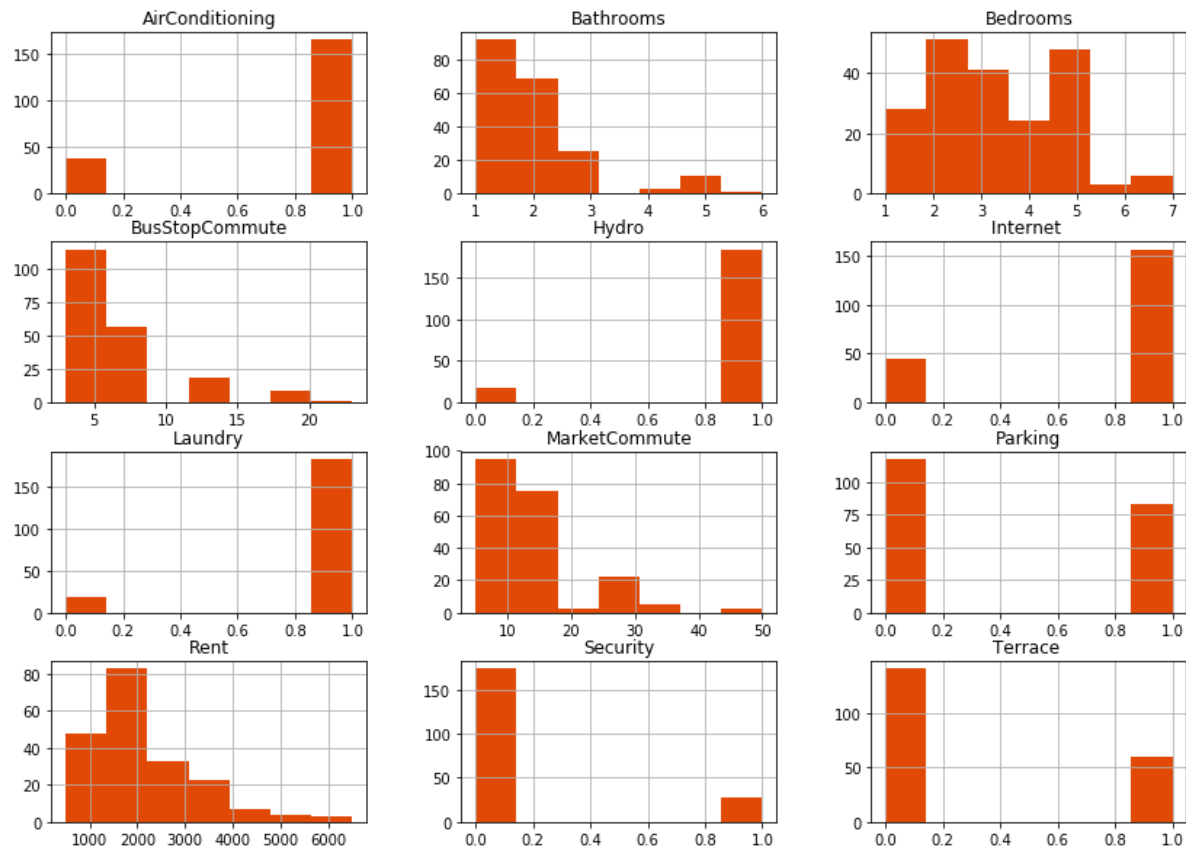 AirConditioning
150
100
50
0
0.0 0.2 0.4 0.6 0.8 1.0
Bathrooms
80
60
40
20
0
1 2 3 4 5 6
Bedrooms
40
20
0
1 2 3 4 5 6 7
BusStopCommute
100
75
50
25
0
5 10 15 20
Hydro
150
100
50
0
0.0 0.2 0.4 0.6 0.8 1.0
Internet
150
100
50
0
0.0 0.2 0.4 0.6 0.8 1.0
Laundry
150
100
50
0
0.0 0.2 0.4 0.6 0.8 1.0
MarketCommute
100
80
60
40
20
0
10 20 30 40 50
Parking
100
75
50
25
0
0.0 0.2 0.4 0.6 0.8 1.0
Rent
80
60
40
20
0
1000 2000 3000 4000 5000 6000
Security
150
100
50
0
0.0 0.2 0.4 0.6 0.8 1.0
Terrace
100
50
0
0.0 0.2 0.4 0.6 0.8 1.0